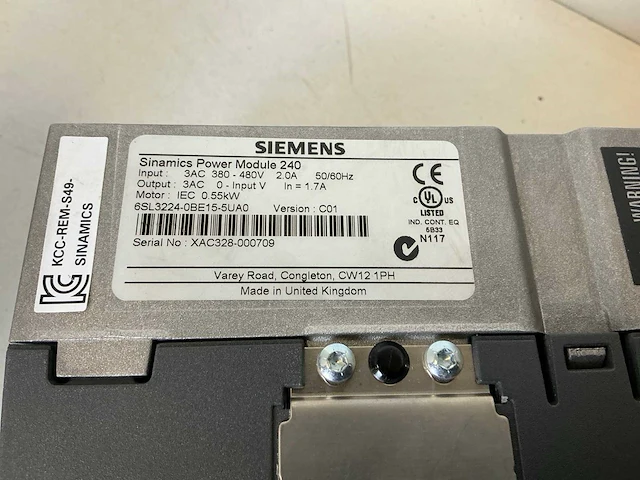 SIEMENS
Sinamics Power Module 240
Input : 3AC 380 - 480V 2.0A 50/60Hz
Output : 3AC 0 - Input V In = 1.7A
Motor : IEC 0.55kW
6SL3224-0BE15-5UA0 Version : C01
Serial No : XAC328-000709
CE
C UL US
LISTED
IND. CONT. EQ
5B33
N117
Varey Road, Congleton, CW12 1PH
Made in United Kingdom
KCC-REM-S49-
SINAMICS
WARNING!